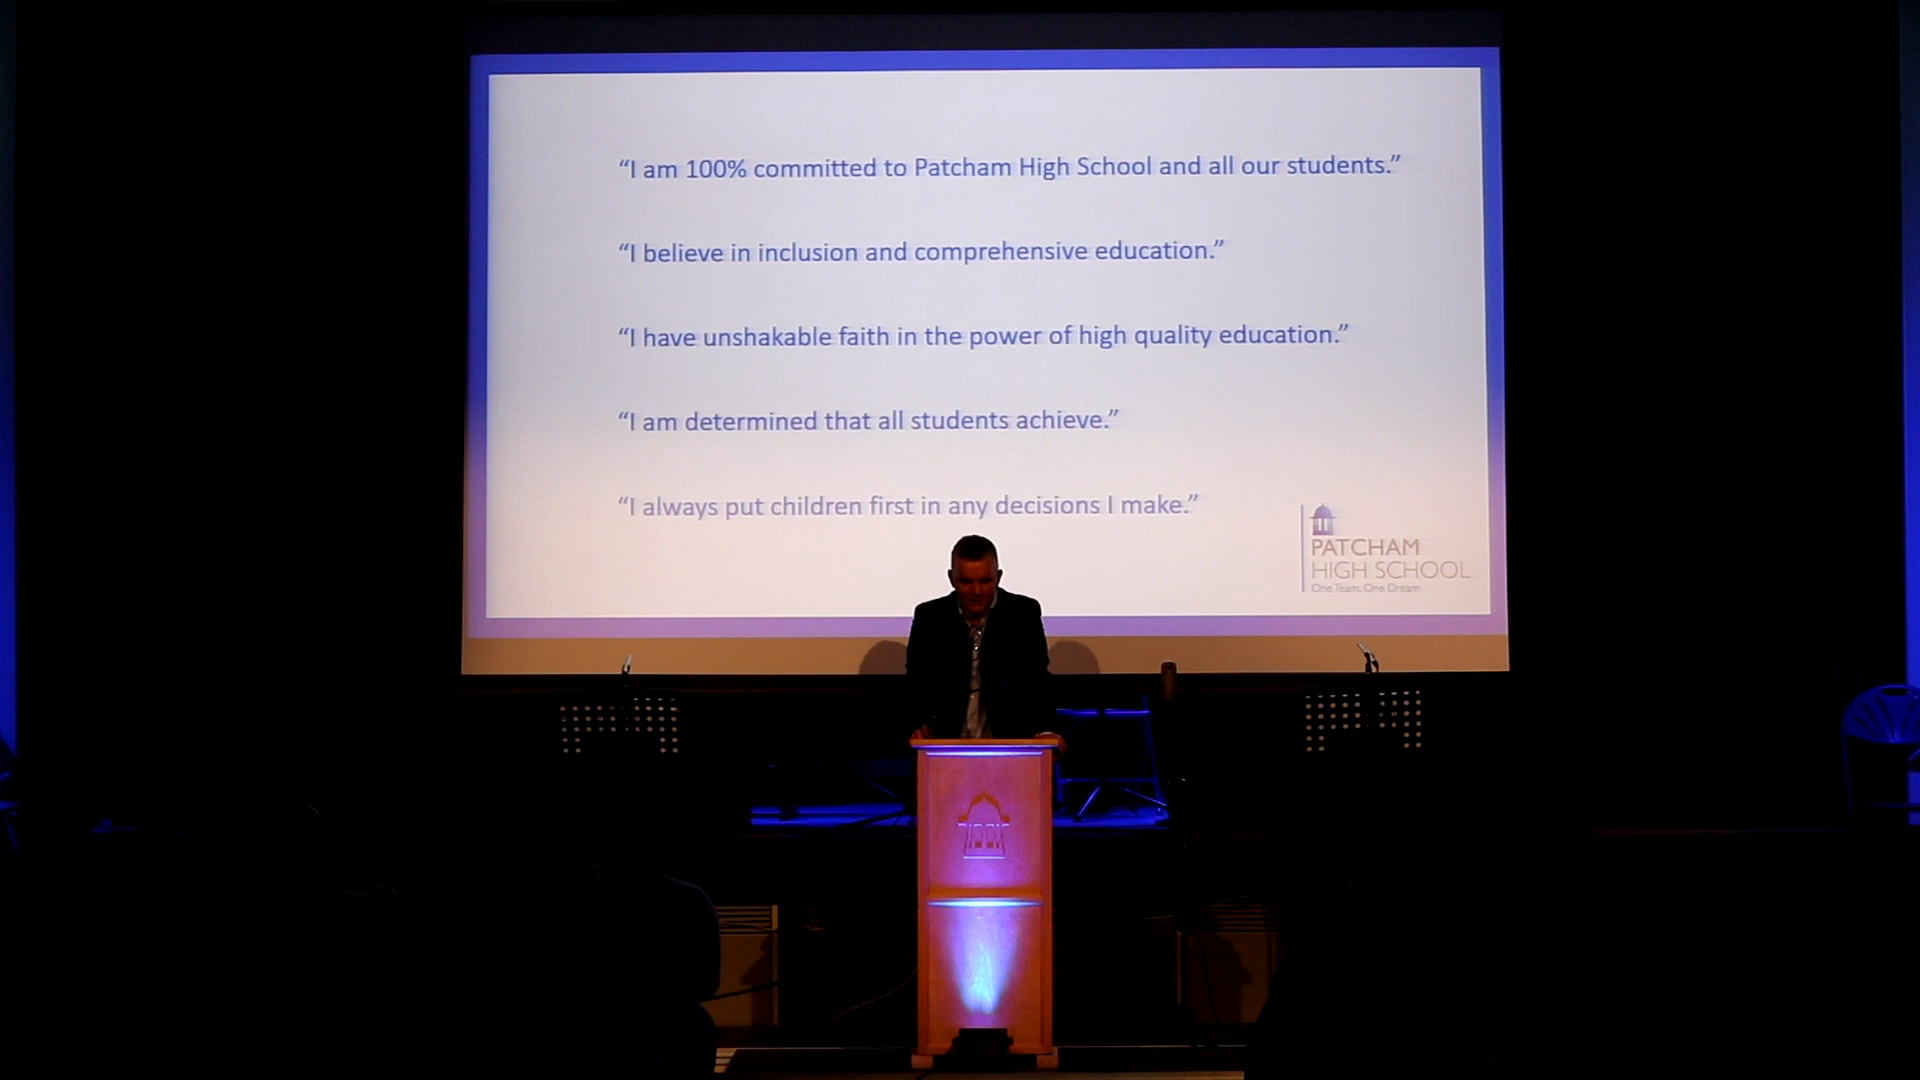 “I am 100% committed to Patcham High School and all our students.”
“I believe in inclusion and comprehensive education.”
“I have unshakable faith in the power of high quality education.”
“I am determined that all students achieve.”
“I always put children first in any decisions I make.”
PATCHAM
HIGH SCHOOL
One Team, One Dream